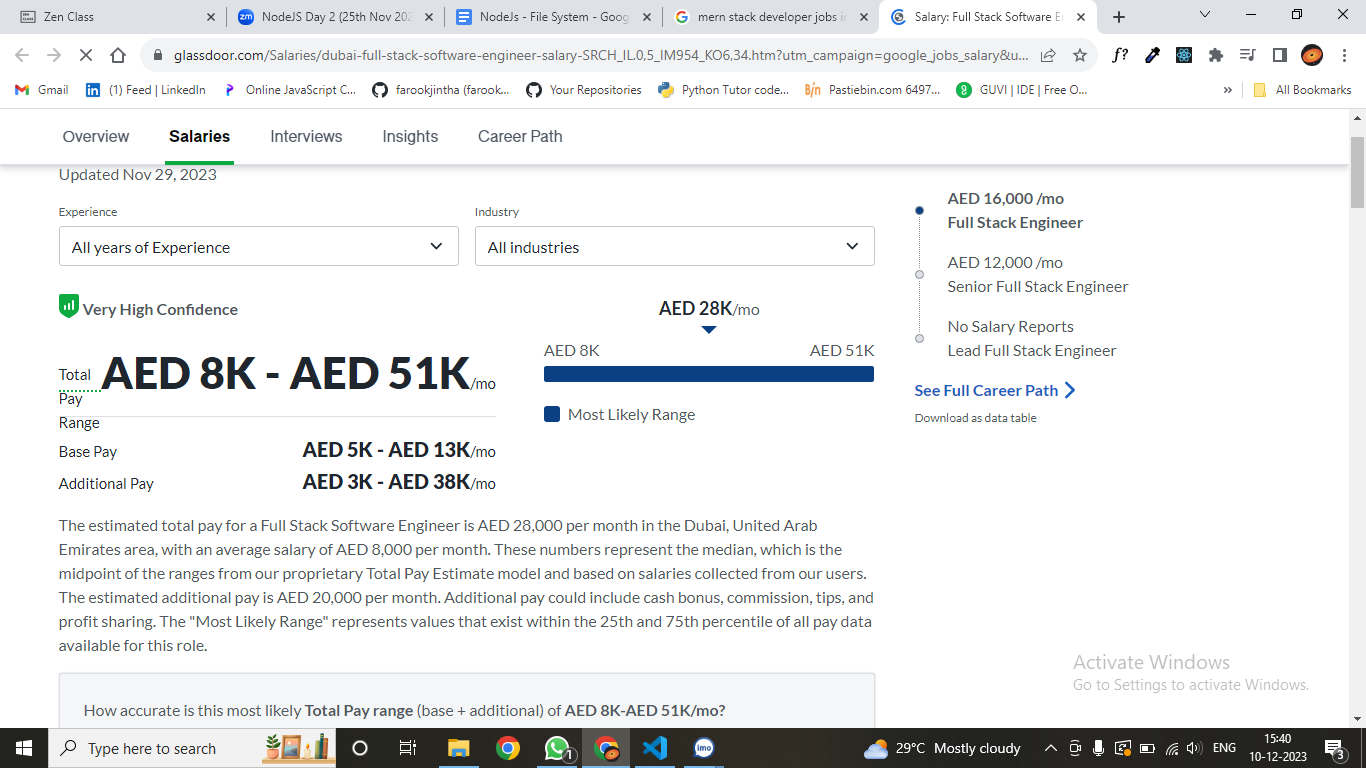 Zen Class
NodeJS Day 2 (25th Nov 202
NodeJs - File System - Goog
mern stack developer jobs in
Salary: Full Stack Software E
glassdoor.com/Salaries/dubai-full-stack-software-engineer-salary-SRCH_IL.0,5_IM954_KO6,34.htm?utm_campaign=google_jobs_salary&u...
f?
Gmail
(1) Feed | LinkedIn
Online JavaScript C...
farookjintha (farook...
Your Repositories
Python Tutor code...
Pastiebin.com 6497...
GUVI | IDE | Free O...
»
All Bookmarks
Overview
Salaries
Interviews
Insights
Career Path
Updated Nov 29, 2023
Experience
Industry
All years of Experience
All industries
Very High Confidence
Total Pay Range
AED 8K - AED 51K/mo
Base Pay
AED 5K - AED 13K/mo
Additional Pay
AED 3K - AED 38K/mo
AED 28K/mo
AED 8K
AED 51K
Most Likely Range
The estimated total pay for a Full Stack Software Engineer is AED 28,000 per month in the Dubai, United Arab
Emirates area, with an average salary of AED 8,000 per month. These numbers represent the median, which is the
midpoint of the ranges from our proprietary Total Pay Estimate model and based on salaries collected from our users.
The estimated additional pay is AED 20,000 per month. Additional pay could include cash bonus, commission, tips, and
profit sharing. The "Most Likely Range" represents values that exist within the 25th and 75th percentile of all pay data
available for this role.
How accurate is this most likely Total Pay range (base + additional) of AED 8K-AED 51K/mo?
AED 16,000 /mo
Full Stack Engineer
AED 12,000 /mo
Senior Full Stack Engineer
No Salary Reports
Lead Full Stack Engineer
See Full Career Path
Download as data table
Activate Windows
Go to Settings to activate Windows.
Type here to search
1
imo
29°C Mostly cloudy
ENG
15:40
10-12-2023
3